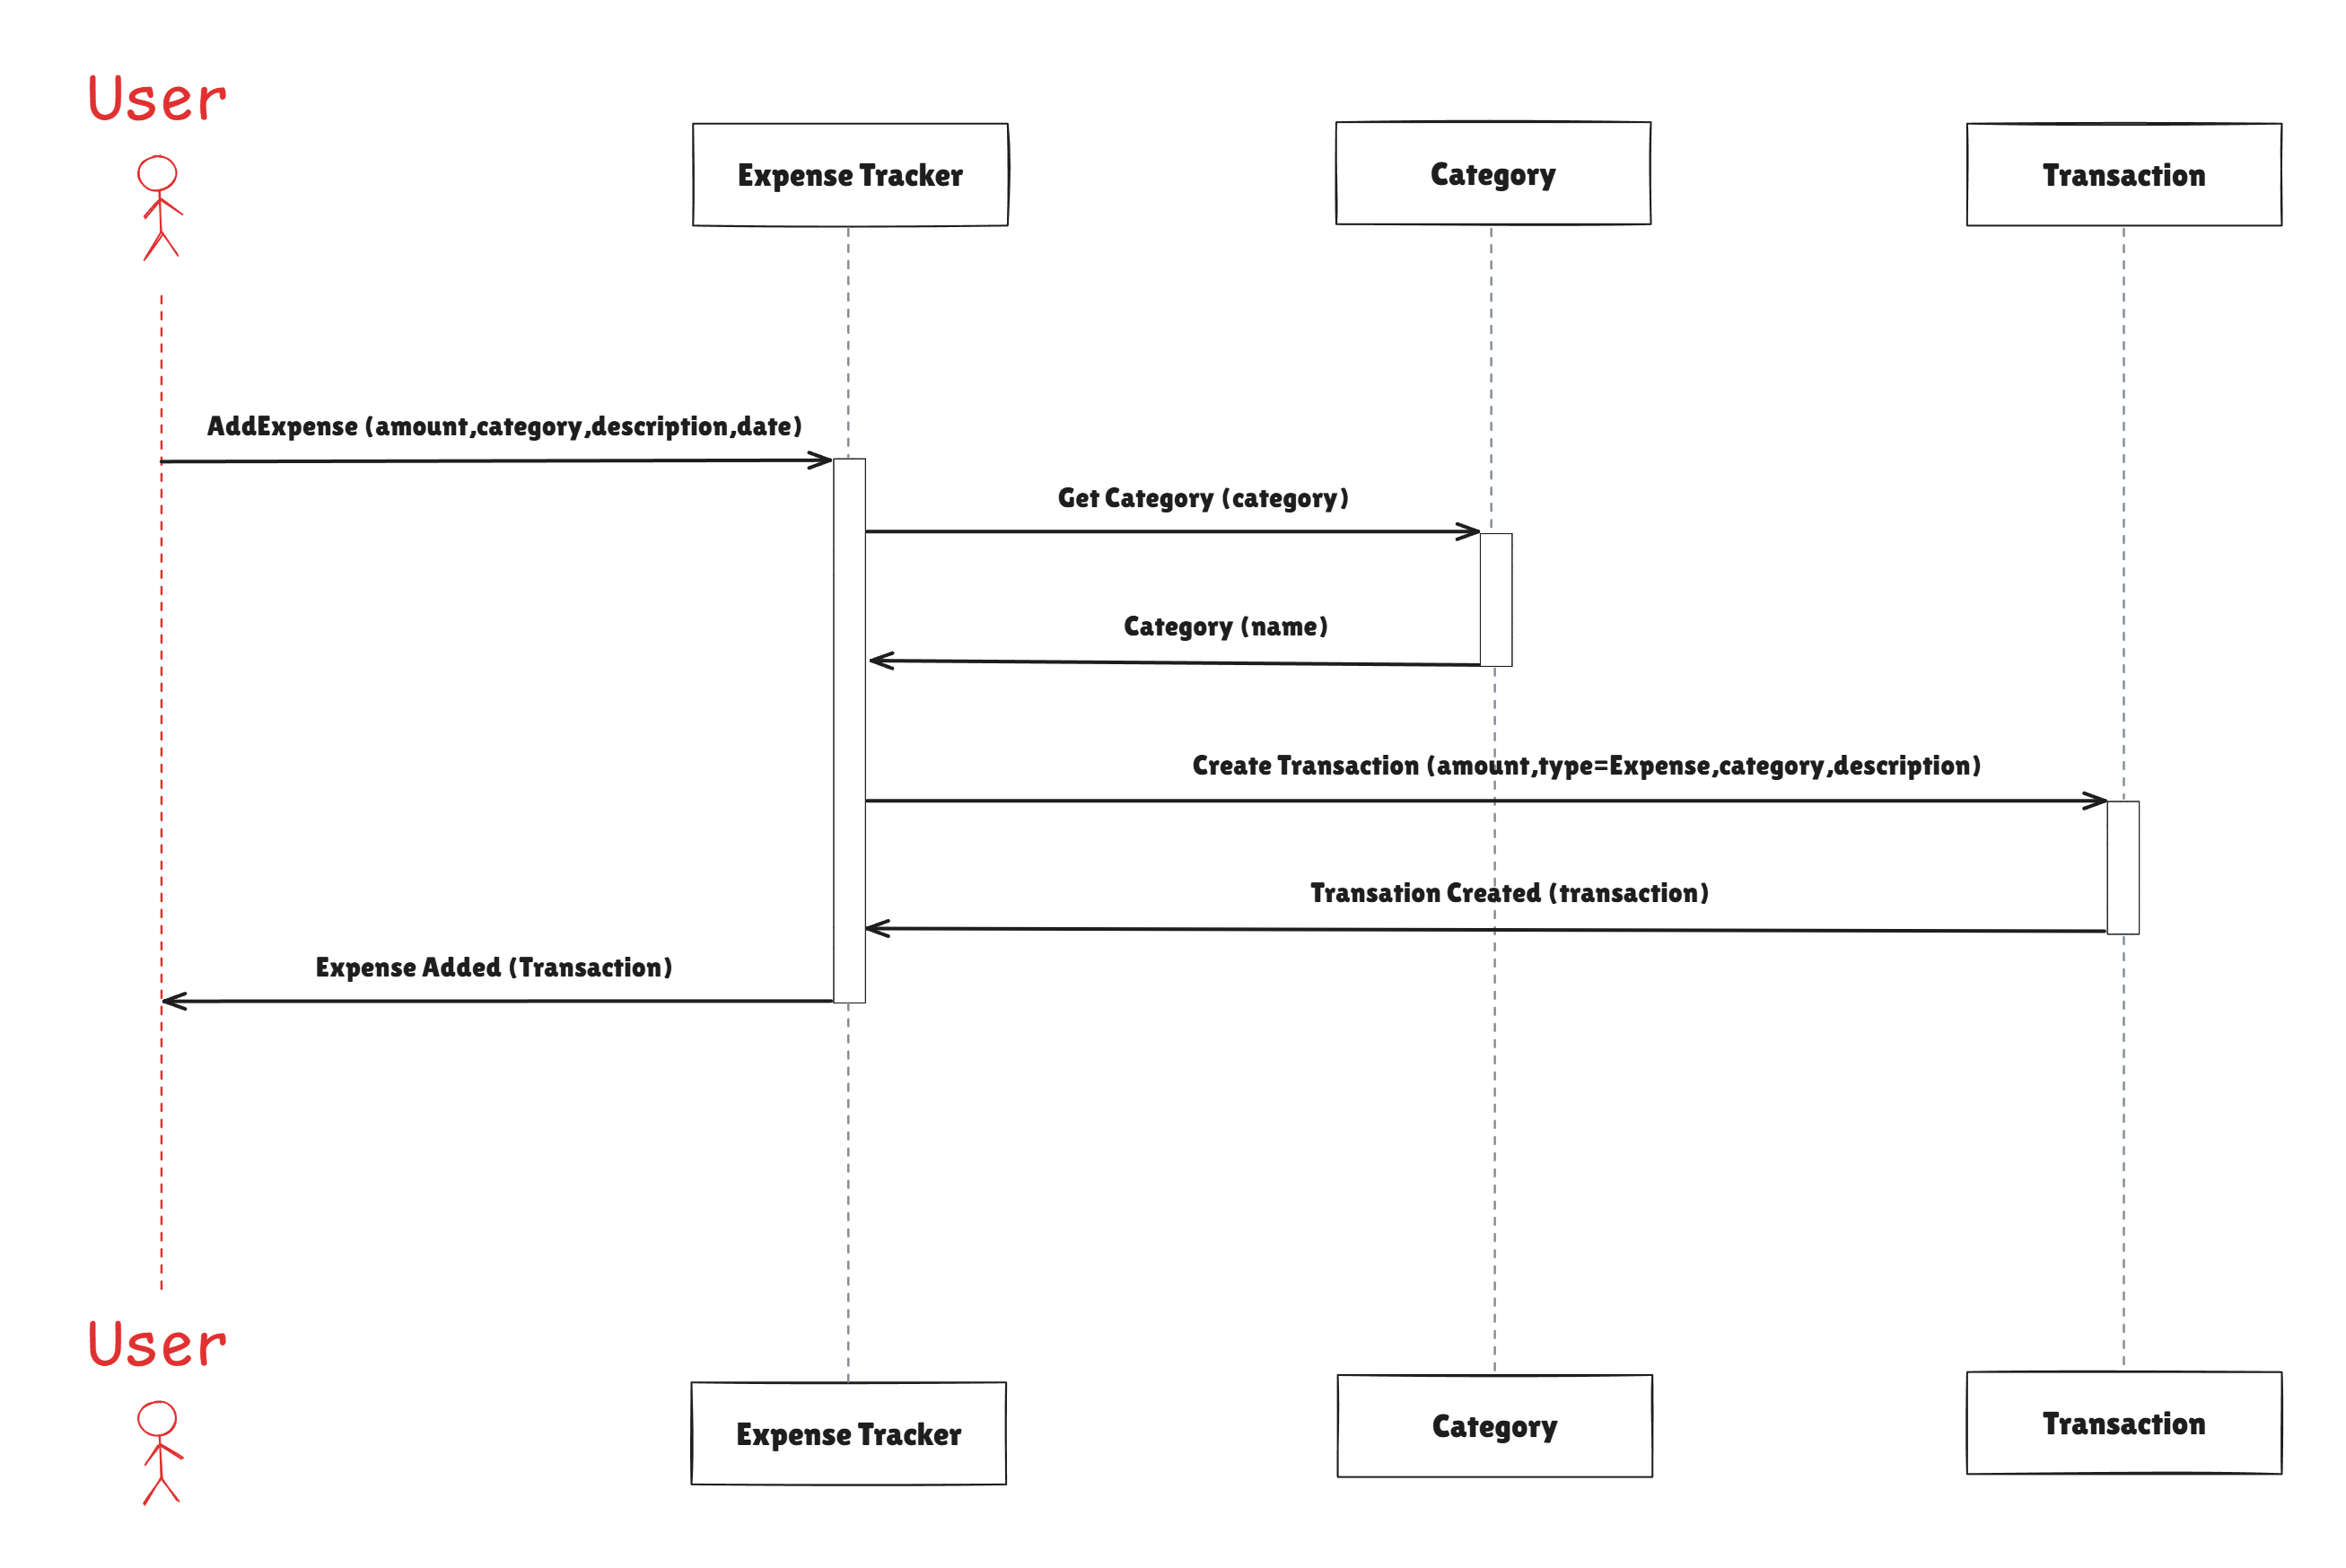 User
Expense Tracker
Category
Transaction
AddExpense (amount,category,description,date)
Get Category (category)
Category (name)
Create Transaction (amount,type=Expense,category,description)
Transation Created (transaction)
Expense Added (Transaction)
User
Expense Tracker
Category
Transaction